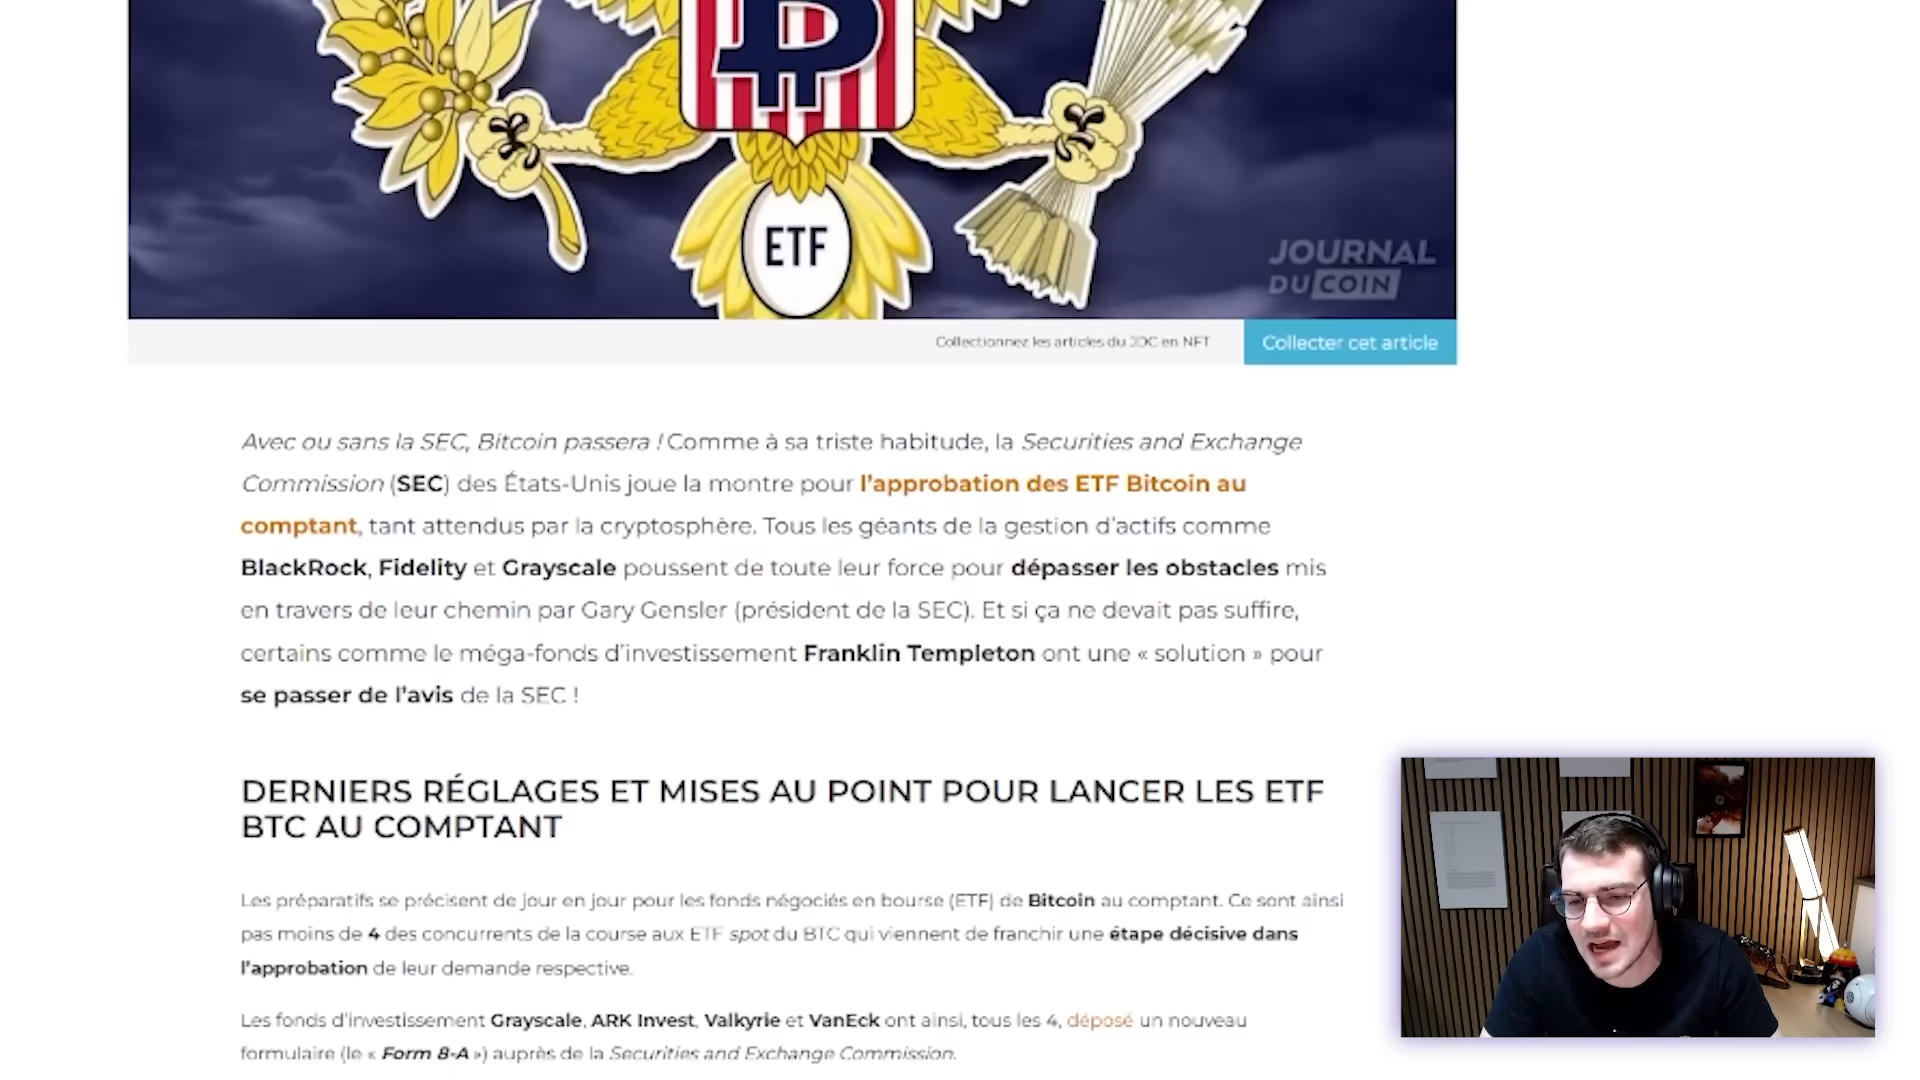 ETF
JOURNAL
DU COIN
Collectionnez les articles du JDC en NFT
Collecter cet article
Avec ou sans la SEC, Bitcoin passera ! Comme à sa triste habitude, la Securities and Exchange
Commission (SEC) des États-Unis joue la montre pour l’approbation des ETF Bitcoin au
comptant, tant attendus par la cryptosphère. Tous les géants de la gestion d’actifs comme
BlackRock, Fidelity et Grayscale poussent de toute leur force pour dépasser les obstacles mis
en travers de leur chemin par Gary Gensler (président de la SEC). Et si ça ne devait pas suffire,
certains comme le méga-fonds d’investissement Franklin Templeton ont une « solution » pour
se passer de l’avis de la SEC !
DERNIERS RÉGLAGES ET MISES AU POINT POUR LANCER LES ETF
BTC AU COMPTANT
Les préparatifs se précisent de jour en jour pour les fonds négociés en bourse (ETF) de Bitcoin au comptant. Ce sont ainsi
pas moins de 4 des concurrents de la course aux ETF spot du BTC qui viennent de franchir une étape décisive dans
l’approbation de leur demande respective.
Les fonds d’investissement Grayscale, ARK Invest, Valkyrie et VanEck ont ainsi, tous les 4, déposé un nouveau
formulaire (le « Form 8-A ») auprès de la Securities and Exchange Commission.